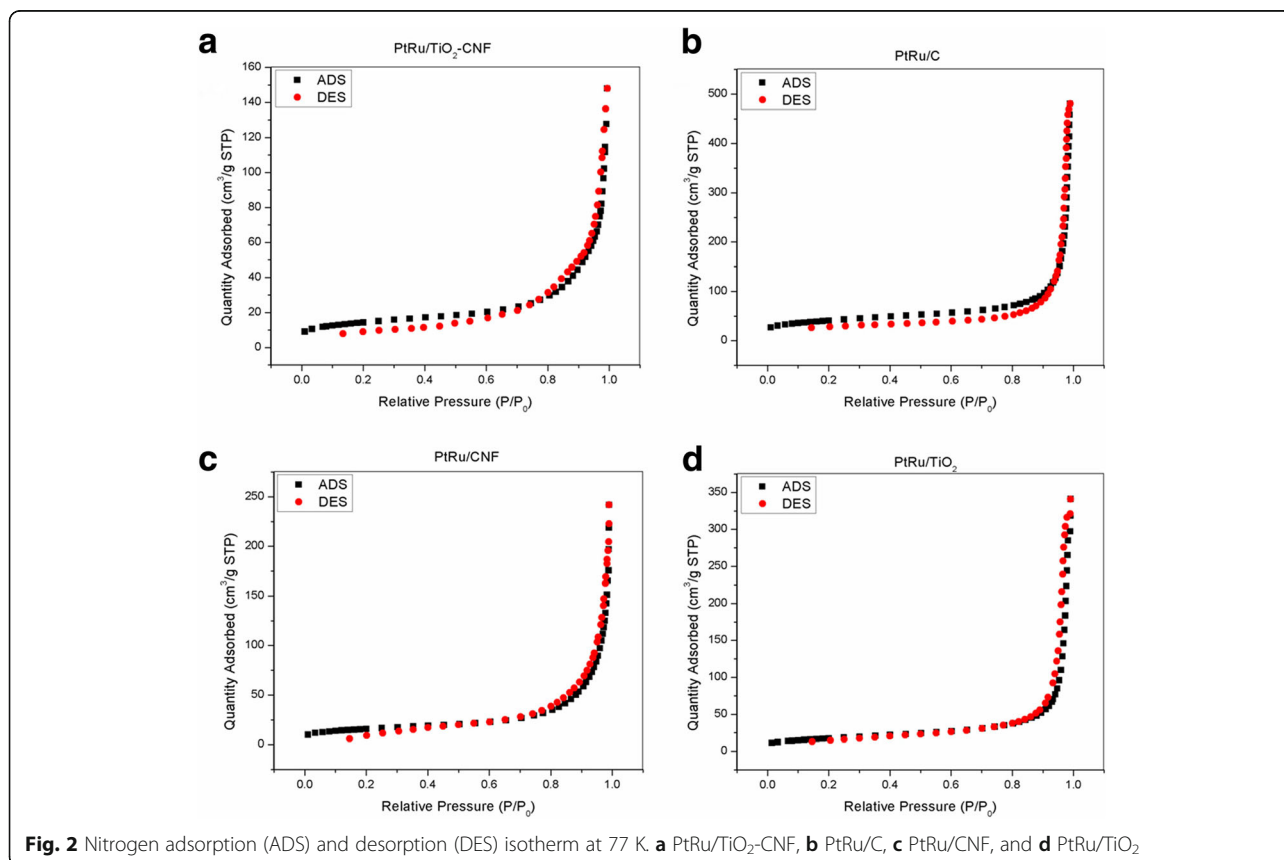 a
PtRu/TiO₂-CNF
ADS
DES
160
140
120
100
80
60
40
20
0
Quantity Adsorbed (cm³/g STP)
0.0 0.2 0.4 0.6 0.8 1.0
Relative Pressure (P/P₀)
b
PtRu/C
ADS
DES
500
400
300
200
100
0
Quantity Adsorbed (cm³/g STP)
0.0 0.2 0.4 0.6 0.8 1.0
Relative Pressure (P/P₀)
c
PtRu/CNF
ADS
DES
250
200
150
100
50
0
Quantity Adsorbed (cm³/g STP)
0.0 0.2 0.4 0.6 0.8 1.0
Relative Pressure (P/P₀)
d
PtRu/TiO₂
ADS
DES
350
300
250
200
150
100
50
0
Quantity Adsorbed (cm³/g STP)
0.0 0.2 0.4 0.6 0.8 1.0
Relative Pressure (P/P₀)
Fig. 2 Nitrogen adsorption (ADS) and desorption (DES) isotherm at 77 K. a PtRu/TiO₂-CNF, b PtRu/C, c PtRu/CNF, and d PtRu/TiO₂